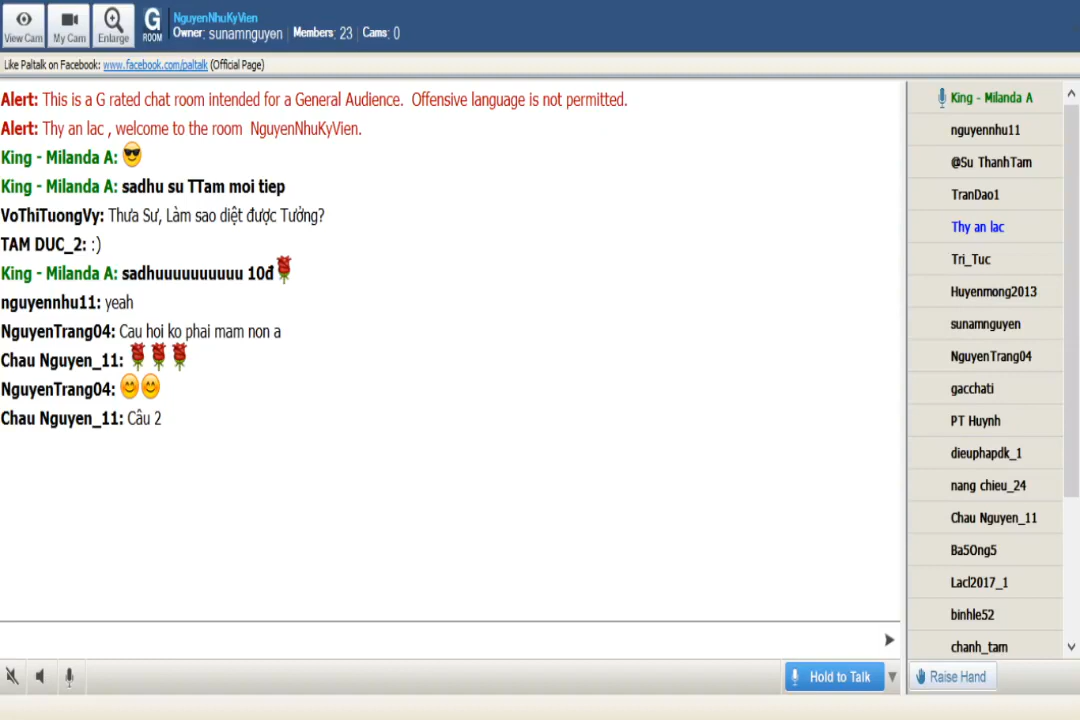 View Cam
My Cam
Enlarge
G
ROOM
NguyenNhuKyVien
Owner: sunamnguyen | Members: 23 | Cams: 0
Like Paltalk on Facebook: www.facebook.com/paltalk (Official Page)
Alert: This is a G rated chat room intended for a General Audience. Offensive language is not permitted.
Alert: Thy an lac , welcome to the room NguyenNhuKyVien.
King - Milanda A:
King - Milanda A: sadhu su TTam moi tiep
VoThiTuongVy: Thưa Sư, Làm sao diệt được Tưởng?
TAM DUC_2: :)
King - Milanda A: sadhuuuuuuuuuu 10đ
nguyennhu11: yeah
NguyenTrang04: Cau hoi ko phai mam non a
Chau Nguyen_11:
NguyenTrang04:
Chau Nguyen_11: Câu 2
King - Milanda A
nguyennhu11
@Su ThanhTam
TranDao1
Thy an lac
Tri_Tuc
Huyenmong2013
sunamnguyen
NguyenTrang04
gacchati
PT Huynh
dieuphapdk_1
nang chieu_24
Chau Nguyen_11
Ba5Ong5
Lacl2017_1
binhle52
chanh_tam
Hold to Talk
Raise Hand